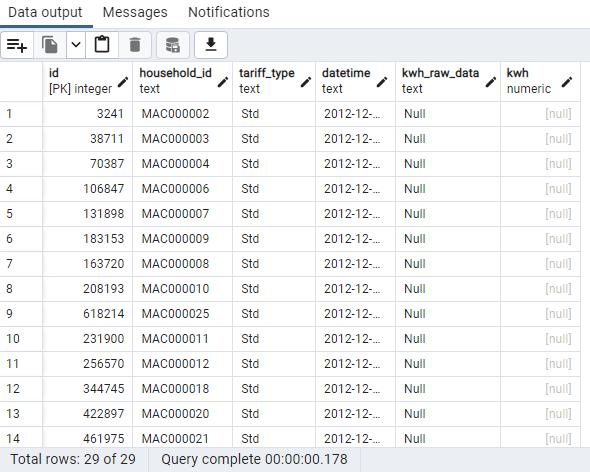 Data output Messages Notifications
id household_id tariff_type datetime kwh_raw_data kwh
[PK] integer text text text text numeric
1 3241 MAC000002 Std 2012-12-... Null [null]
2 38711 MAC000003 Std 2012-12-... Null [null]
3 70387 MAC000004 Std 2012-12-... Null [null]
4 106847 MAC000006 Std 2012-12-... Null [null]
5 131898 MAC000007 Std 2012-12-... Null [null]
6 183153 MAC000009 Std 2012-12-... Null [null]
7 163720 MAC000008 Std 2012-12-... Null [null]
8 208193 MAC000010 Std 2012-12-... Null [null]
9 618214 MAC000025 Std 2012-12-... Null [null]
10 231900 MAC000011 Std 2012-12-... Null [null]
11 256570 MAC000012 Std 2012-12-... Null [null]
12 344745 MAC000018 Std 2012-12-... Null [null]
13 422897 MAC000020 Std 2012-12-... Null [null]
14 461975 MAC000021 Std 2012-12-... Null [null]
Total rows: 29 of 29 Query complete 00:00:00.178